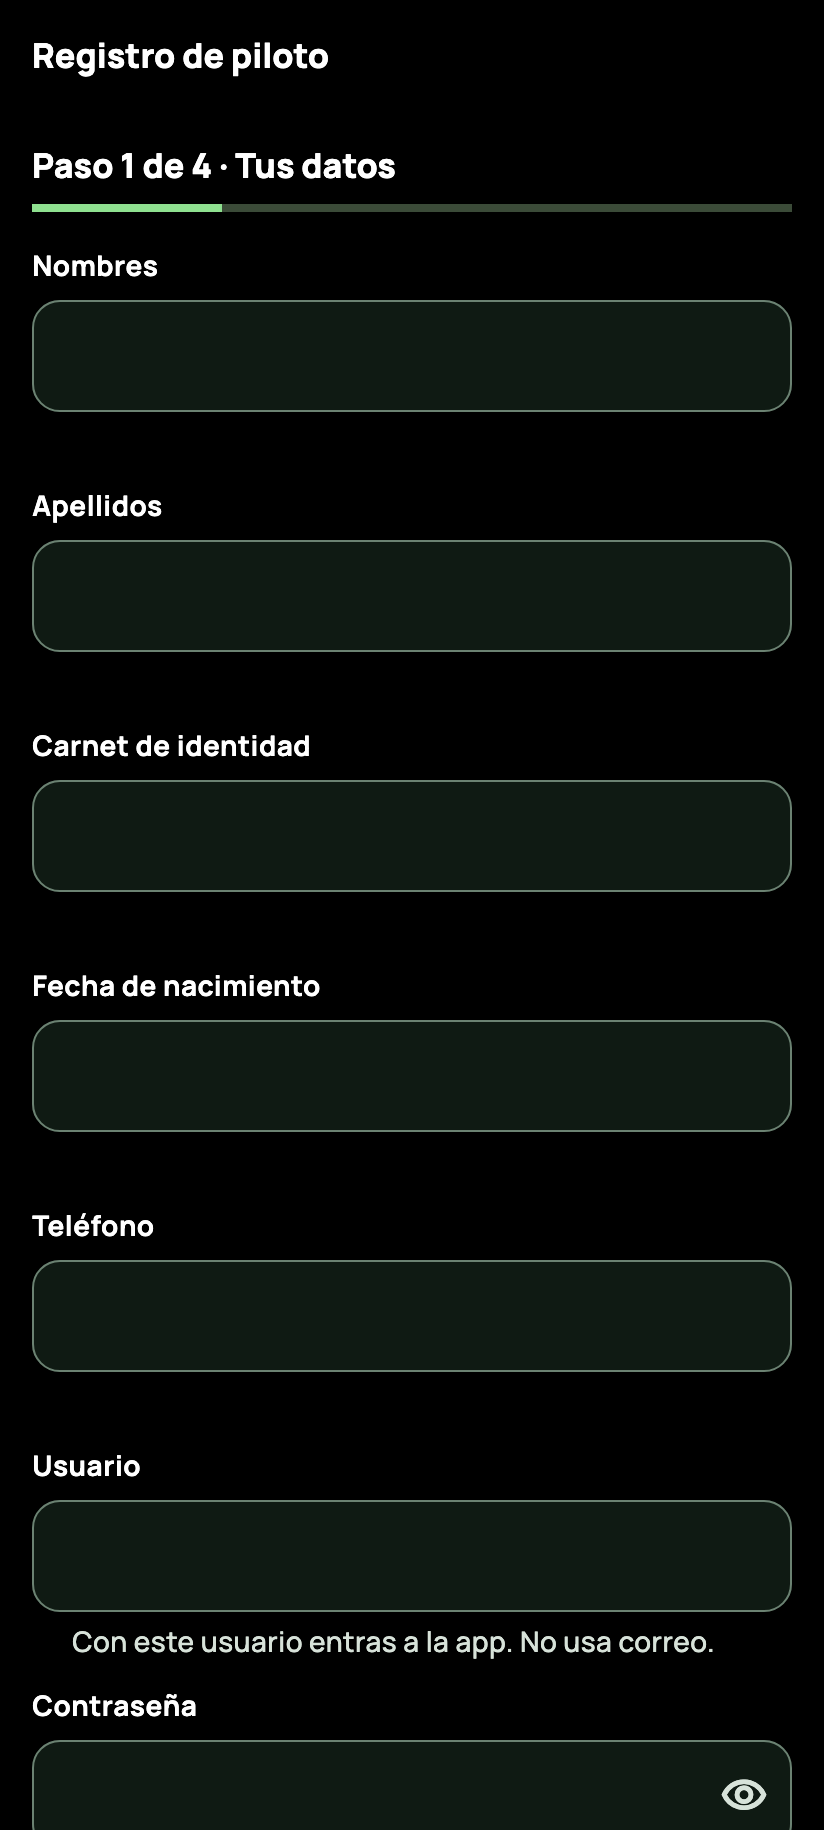 Registro de piloto
Paso 1 de 4 · Tus datos
Nombres
Apellidos
Carnet de identidad
Fecha de nacimiento
Teléfono
Usuario
Con este usuario entras a la app. No usa correo.
Contraseña